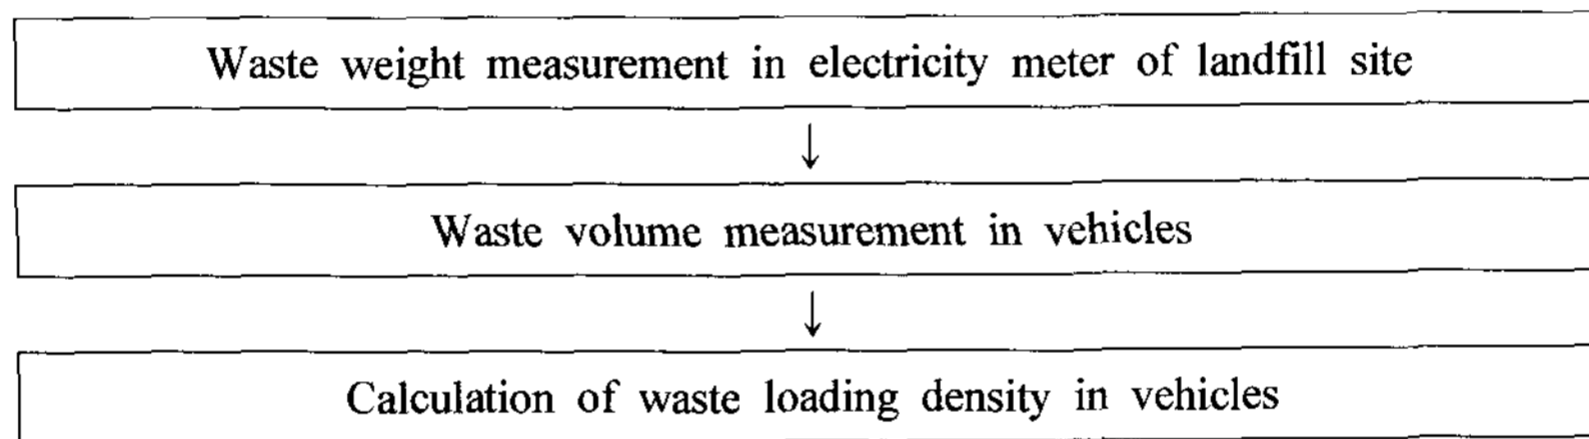 Waste weight measurement in electricity meter of landfill site
↓
Waste volume measurement in vehicles
↓
Calculation of waste loading density in vehicles